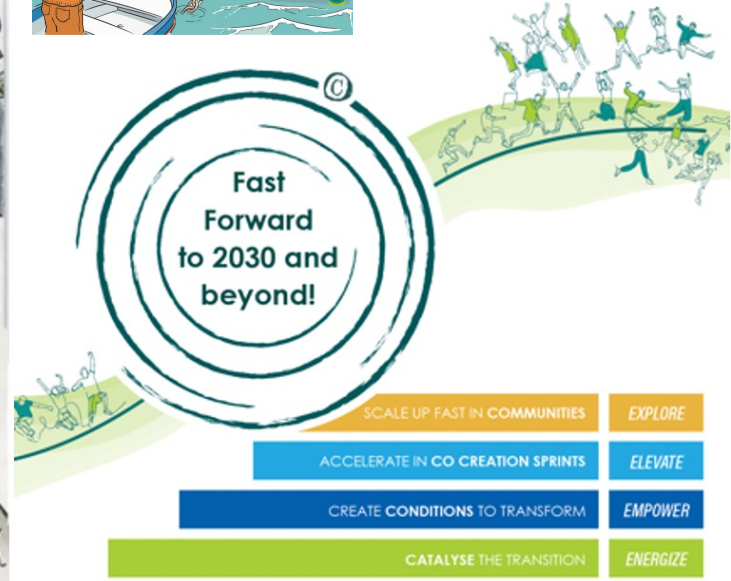 ©
Fast
Forward
to 2030 and
beyond!
SCALE UP FAST IN COMMUNITIES EXPLORE
ACCELERATE IN CO CREATION SPRINTS ELEVATE
CREATE CONDITIONS TO TRANSFORM EMPOWER
CATALYSE THE TRANSITION ENERGIZE